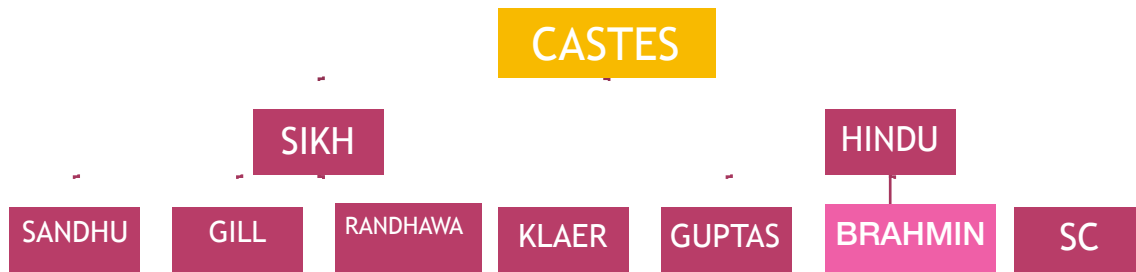 CASTES
SIKH
HINDU
SANDHU
GILL
RANDHAWA
KLAER
GUPTAS
BRAHMIN
SC